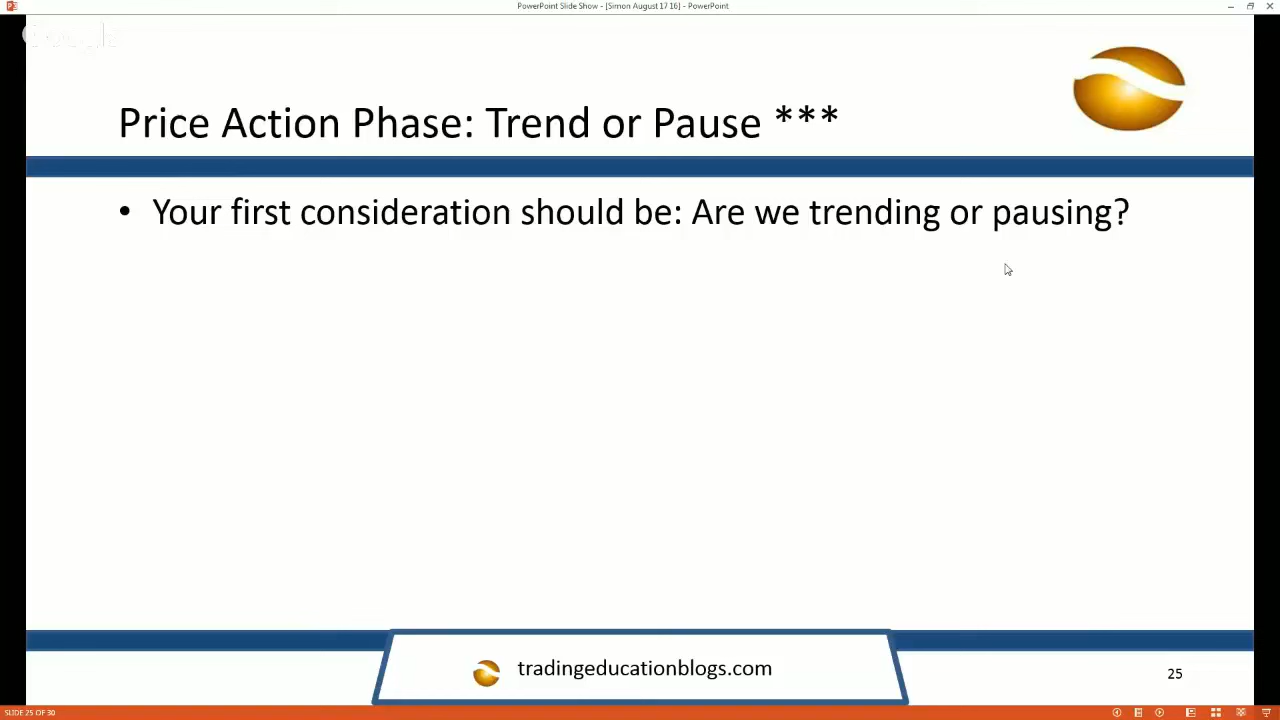 PowerPoint Slide Show - [Simon August 17 16] - PowerPoint
Google
Price Action Phase: Trend or Pause ***
• Your first consideration should be: Are we trending or pausing?
tradingeducationblogs.com
25
SLIDE 25 OF 30